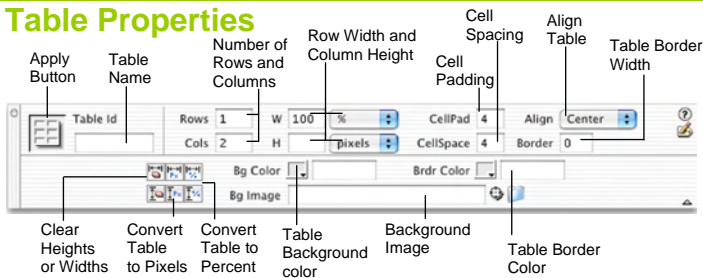 Table Properties
Apply
Button
Table
Name
Number of
Rows and
Columns
Row Width and
Column Height
Cell
Padding
Cell
Spacing
Align
Table
Table Border
Width
Table Id
Rows 1 W 100 % CellPad 4 Align Center
Cols 2 H pixels CellSpace 4 Border 0
Bg Color Brdr Color
Bg Image
Clear
Heights
or Widths
Convert
Table
to Pixels
Convert
Table to
Percent
Table
Background
color
Background
Image
Table Border
Color